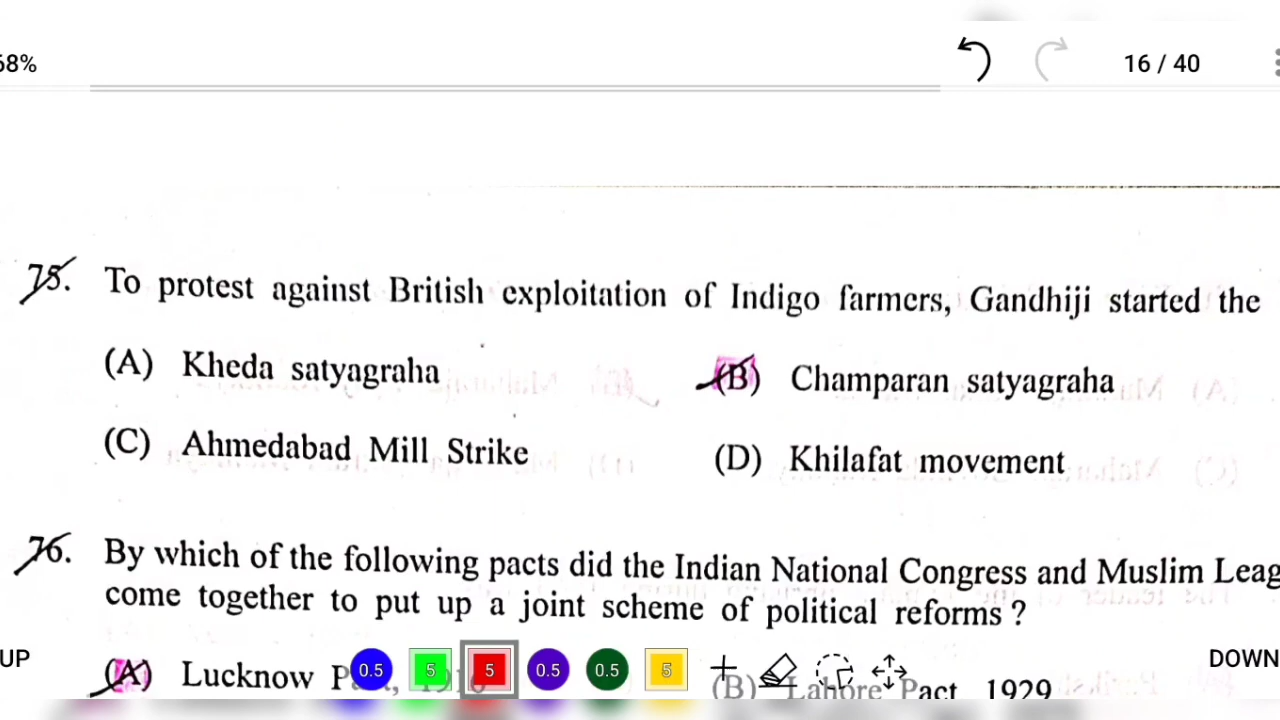 68%
16 / 40
75. To protest against British exploitation of Indigo farmers, Gandhiji started the
(A) Kheda satyagraha
(B) Champaran satyagraha
(C) Ahmedabad Mill Strike
(D) Khilafat movement
76. By which of the following pacts did the Indian National Congress and Muslim Leag
come together to put up a joint scheme of political reforms ?
UP
0.5
5
5
0.5
0.5
5
DOWN
(A) Lucknow
(B) Lahore Pact, 1929